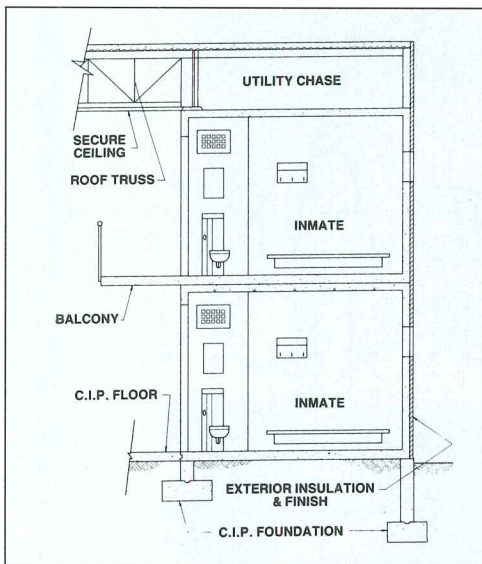 UTILITY CHASE
SECURE
CEILING
ROOF TRUSS
INMATE
BALCONY
C.I.P. FLOOR
INMATE
EXTERIOR INSULATION
& FINISH
C.I.P. FOUNDATION